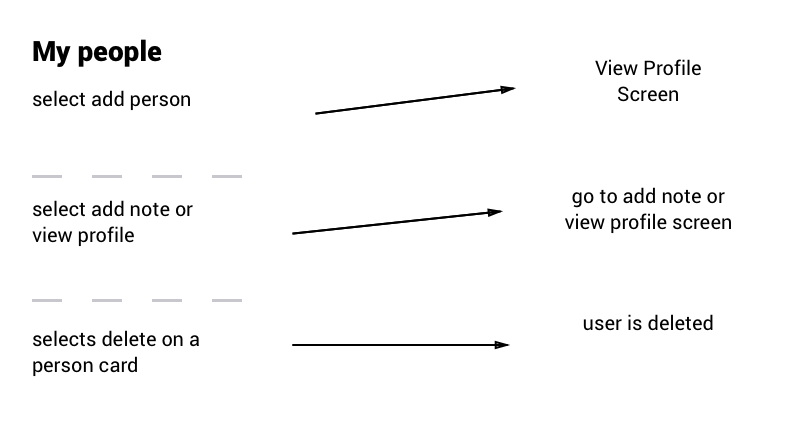 My people
select add person
View Profile
Screen
select add note or
view profile
go to add note or
view profile screen
selects delete on a
person card
user is deleted